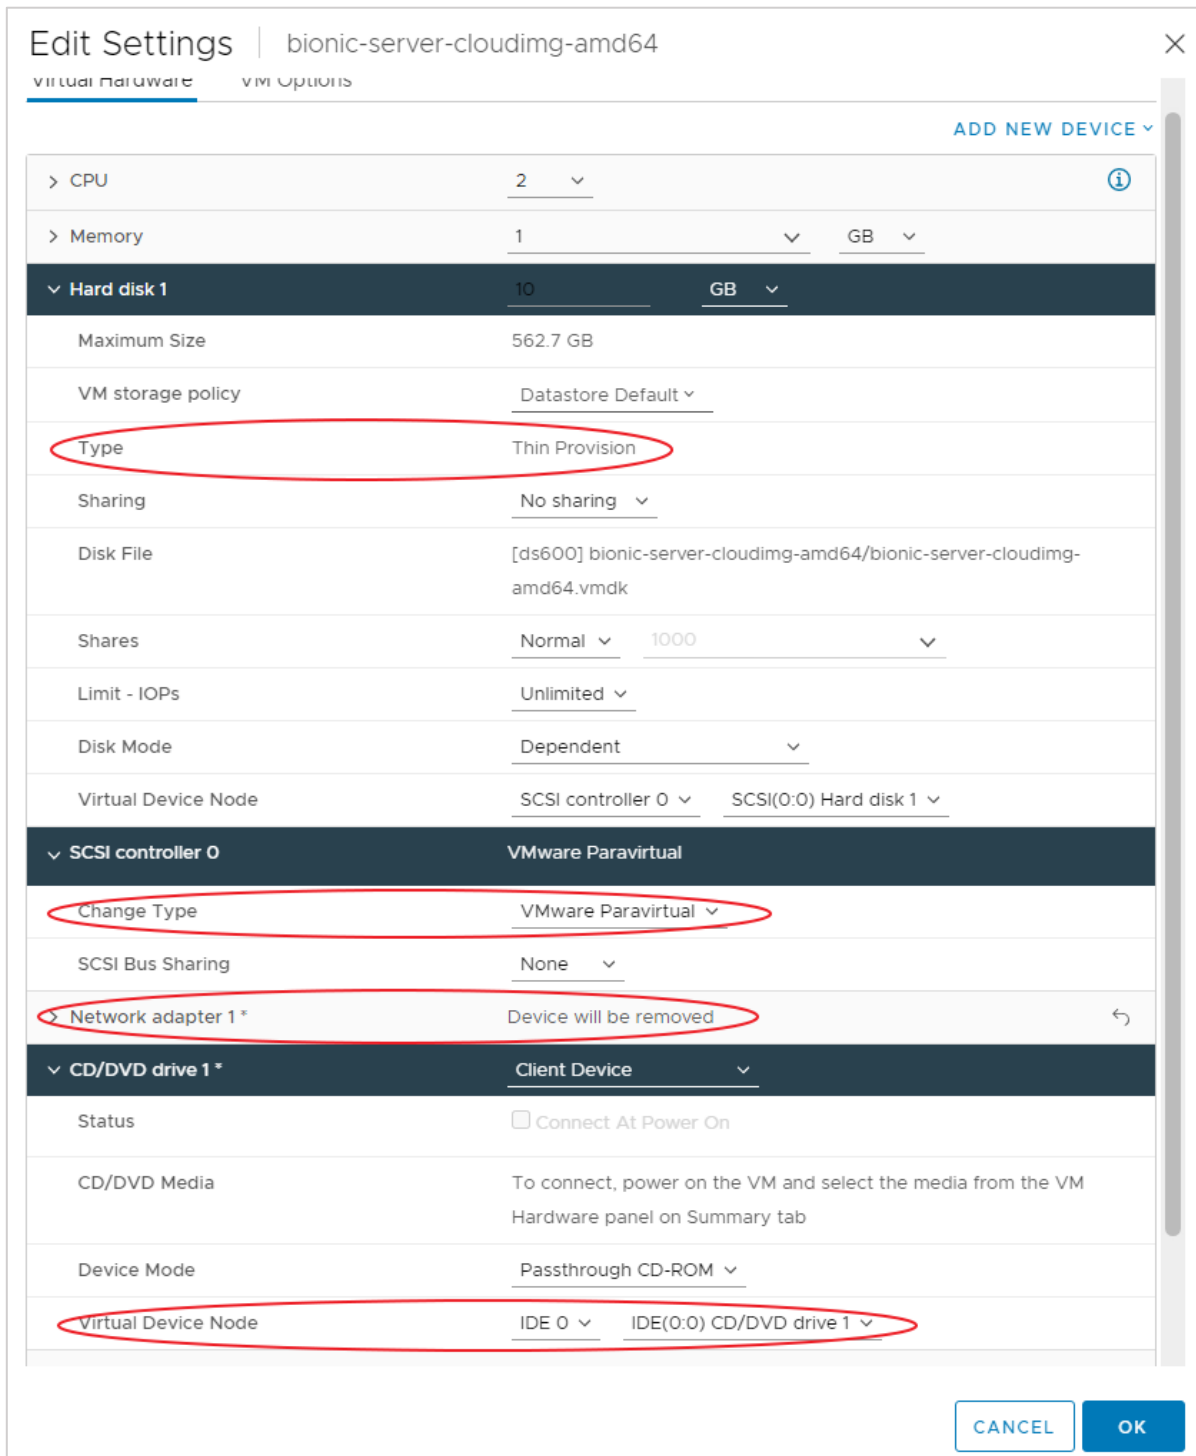 Edit Settings bionic-server-cloudimg-amd64
Virtual Hardware VM Options
ADD NEW DEVICE
CPU 2
Memory 1 GB
Hard disk 1 10 GB
Maximum Size 562.7 GB
VM storage policy Datastore Default
Type Thin Provision
Sharing No sharing
Disk File [ds600] bionic-server-cloudimg-amd64/bionic-server-cloudimg-
amd64.vmdk
Shares Normal 1000
Limit - IOPs Unlimited
Disk Mode Dependent
Virtual Device Node SCSI controller 0 SCSI(0:0) Hard disk 1
SCSI controller 0 VMware Paravirtual
Change Type VMware Paravirtual
SCSI Bus Sharing None
Network adapter 1 * Device will be removed
CD/DVD drive 1 * Client Device
Status Connect At Power On
CD/DVD Media To connect, power on the VM and select the media from the VM
Hardware panel on Summary tab
Device Mode Passthrough CD-ROM
Virtual Device Node IDE 0 IDE(0:0) CD/DVD drive 1
CANCEL OK